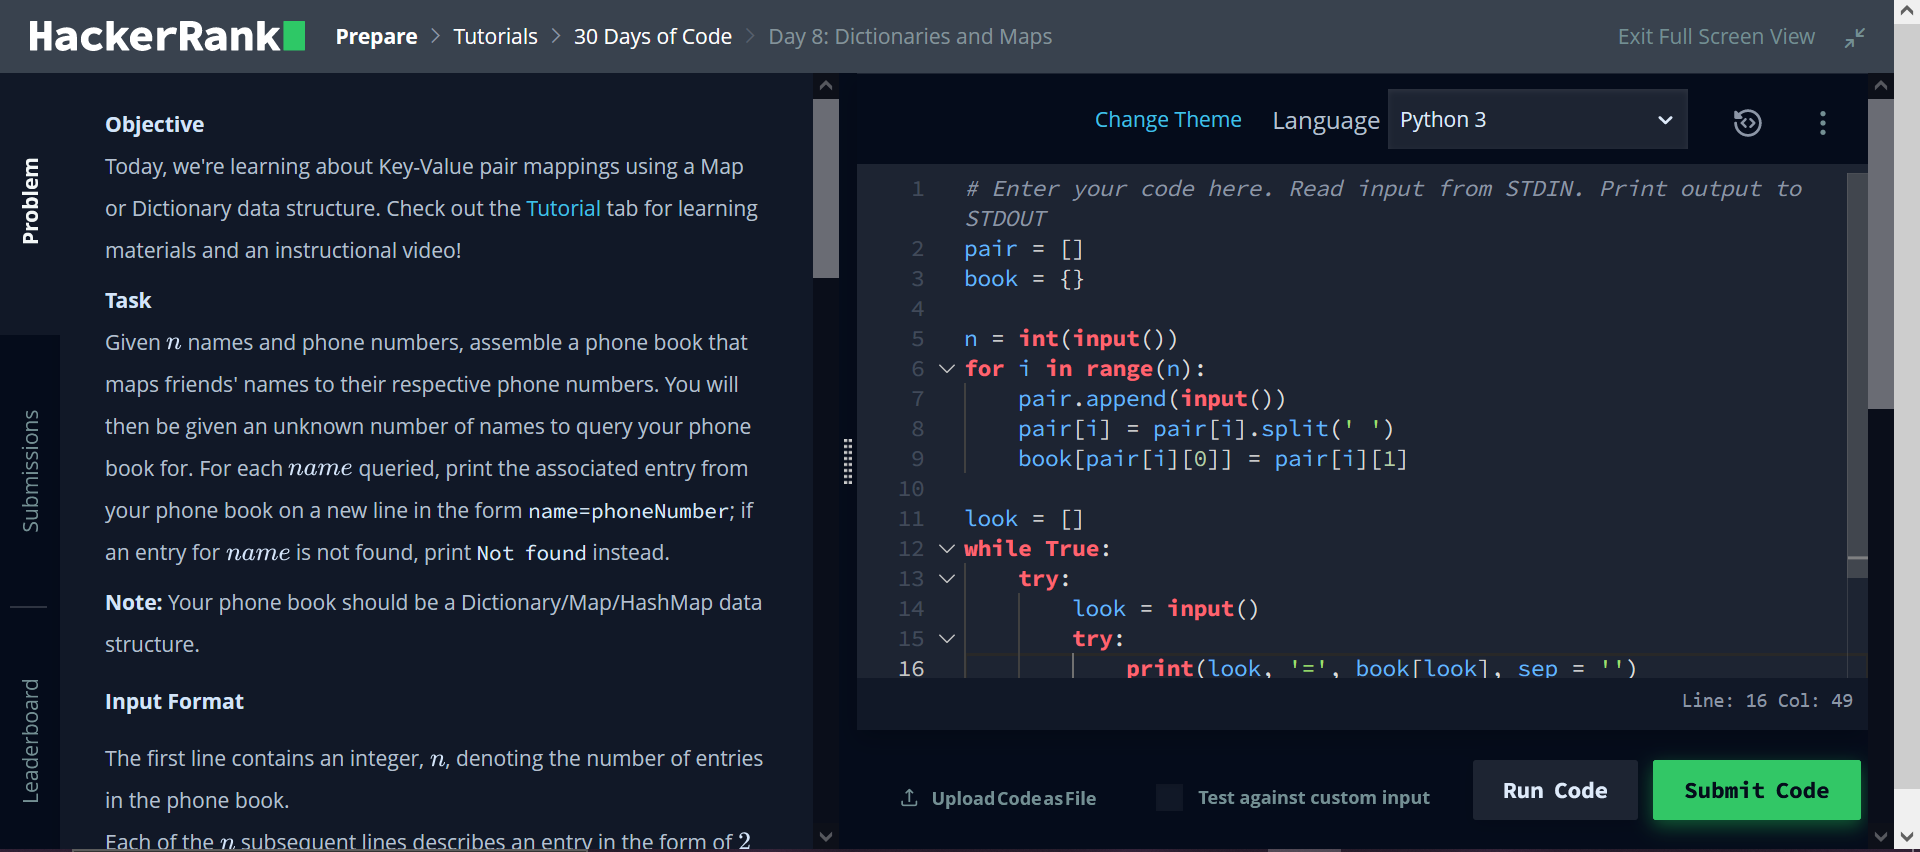 HackerRank Prepare > Tutorials > 30 Days of Code > Day 8: Dictionaries and Maps Exit Full Screen View
Problem
Submissions
Leaderboard
Objective
Today, we're learning about Key-Value pair mappings using a Map
or Dictionary data structure. Check out the Tutorial tab for learning
materials and an instructional video!
Task
Given n names and phone numbers, assemble a phone book that
maps friends' names to their respective phone numbers. You will
then be given an unknown number of names to query your phone
book for. For each name queried, print the associated entry from
your phone book on a new line in the form name=phoneNumber; if
an entry for name is not found, print Not found instead.
Note: Your phone book should be a Dictionary/Map/HashMap data
structure.
Input Format
The first line contains an integer, n, denoting the number of entries
in the phone book.
Each of the n subsequent lines describes an entry in the form of 2
Change Theme Language Python 3
1 # Enter your code here. Read input from STDIN. Print output to
STDOUT
2 pair = []
3 book = {}
4
5 n = int(input())
6 for i in range(n):
7 pair.append(input())
8 pair[i] = pair[i].split(' ')
9 book[pair[i][0]] = pair[i][1]
10
11 look = []
12 while True:
13 try:
14 look = input()
15 try:
16 print(look, '=', book[look], sep = '')
Line: 16 Col: 49
Upload Code as File Test against custom input Run Code Submit Code